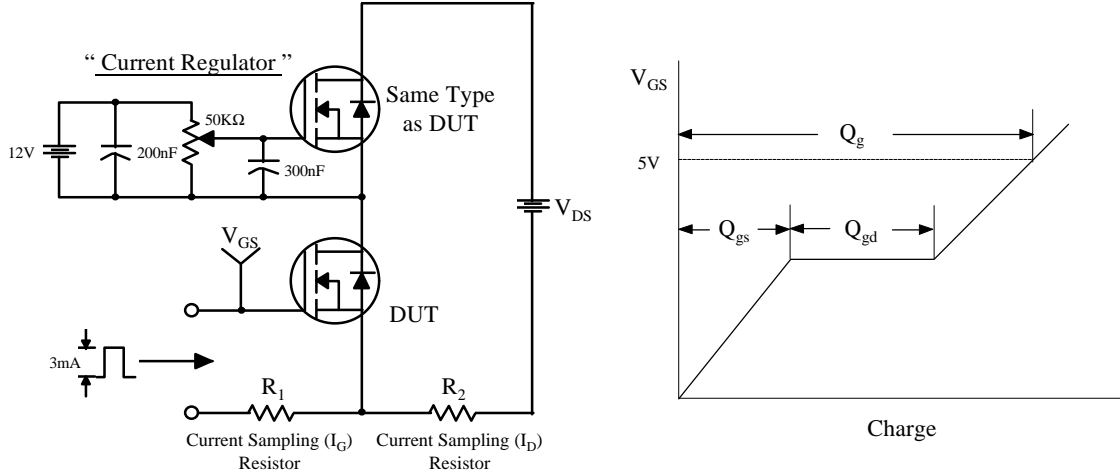 “ Current Regulator ”
Same Type
as DUT
50KΩ
12V
200nF
300nF
V_DS
V_GS
DUT
3mA
R_1
R_2
Current Sampling (I_G)
Resistor
Current Sampling (I_D)
Resistor
V_GS
Q_g
5V
Q_gs
Q_gd
Charge